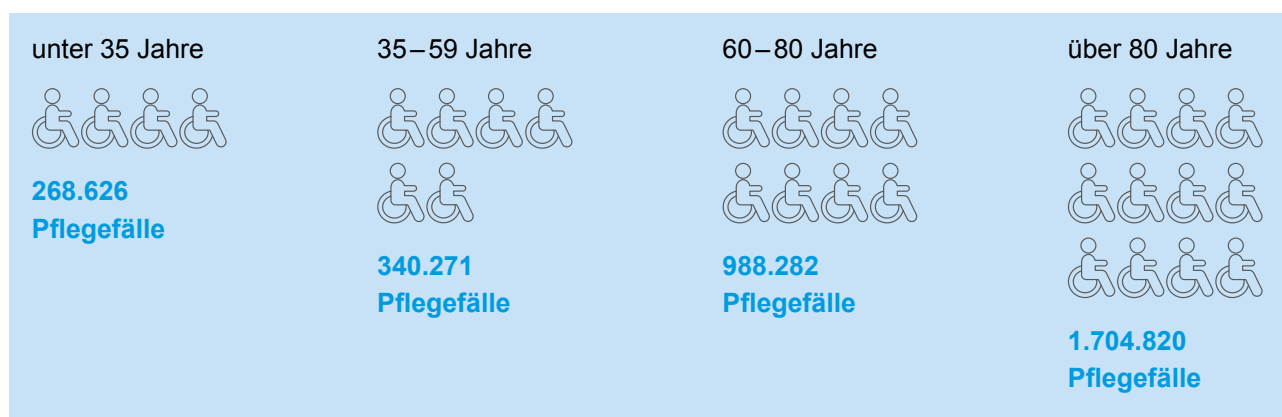 unter 35 Jahre
268.626
Pflegefälle
35–59 Jahre
340.271
Pflegefälle
60–80 Jahre
988.282
Pflegefälle
über 80 Jahre
1.704.820
Pflegefälle